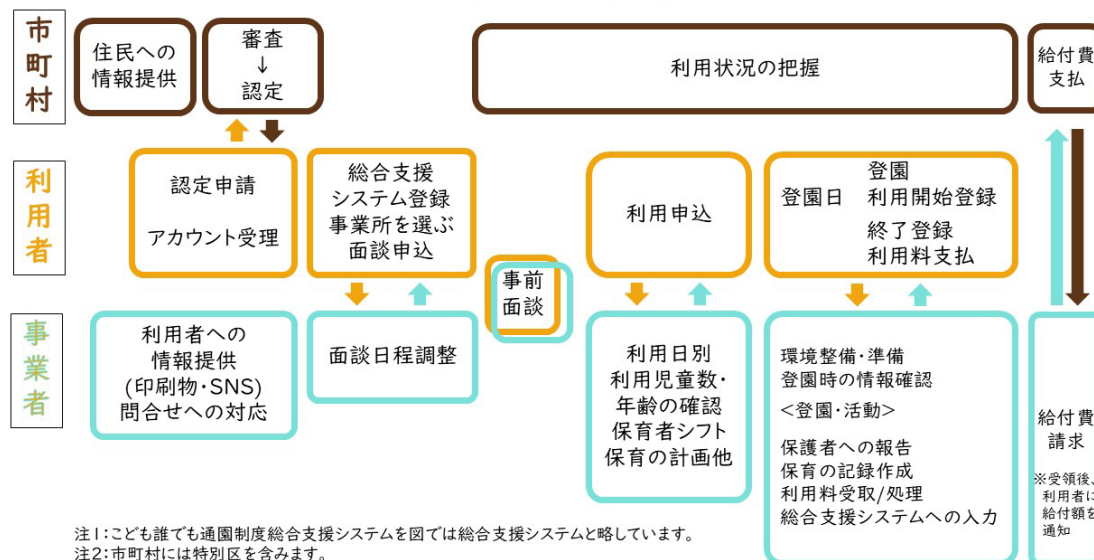 市町村
住民への
情報提供
審査
↓
認定
利用状況の把握
給付費
支払
利用者
認定申請
アカウント受理
総合支援
システム登録
事業所を選ぶ
面談申込
利用申込
登園日
登園
利用開始登録
終了登録
利用料支払
事前
面談
事業者
利用者への
情報提供
(印刷物・SNS)
問合せへの対応
面談日程調整
利用日別
利用児童数・
年齢の確認
保育者シフト
保育の計画他
環境整備・準備
登園時の情報確認
<登園・活動>
保護者への報告
保育の記録作成
利用料受取/処理
総合支援システムへの入力
給付費
請求
※受領後、
利用者に
給付額を
通知
注1:こども誰でも通園制度総合支援システムを図では総合支援システムと略しています。
注2:市町村には特別区を含みます。